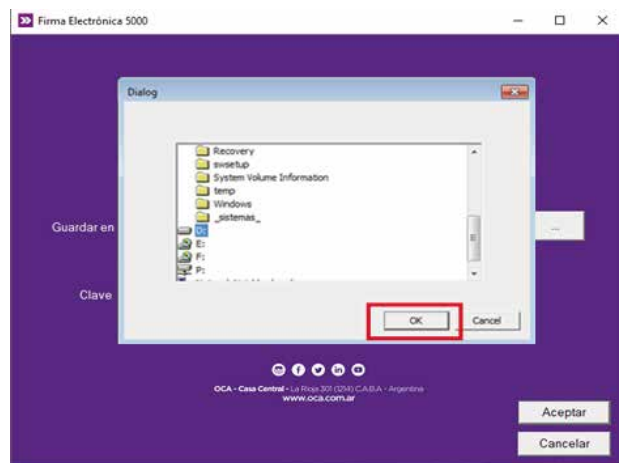 Firma Electrónica 5000
Dialog
Recovery
swsetup
System Volume Information
temp
Windows
_sistemas_
D:
E:
F:
P:
Guardar en
...
Clave
OK
Cancel
OCA - Casa Central - La Rioja 301 (1214) C.A.B.A - Argentina
www.oca.com.ar
Aceptar
Cancelar